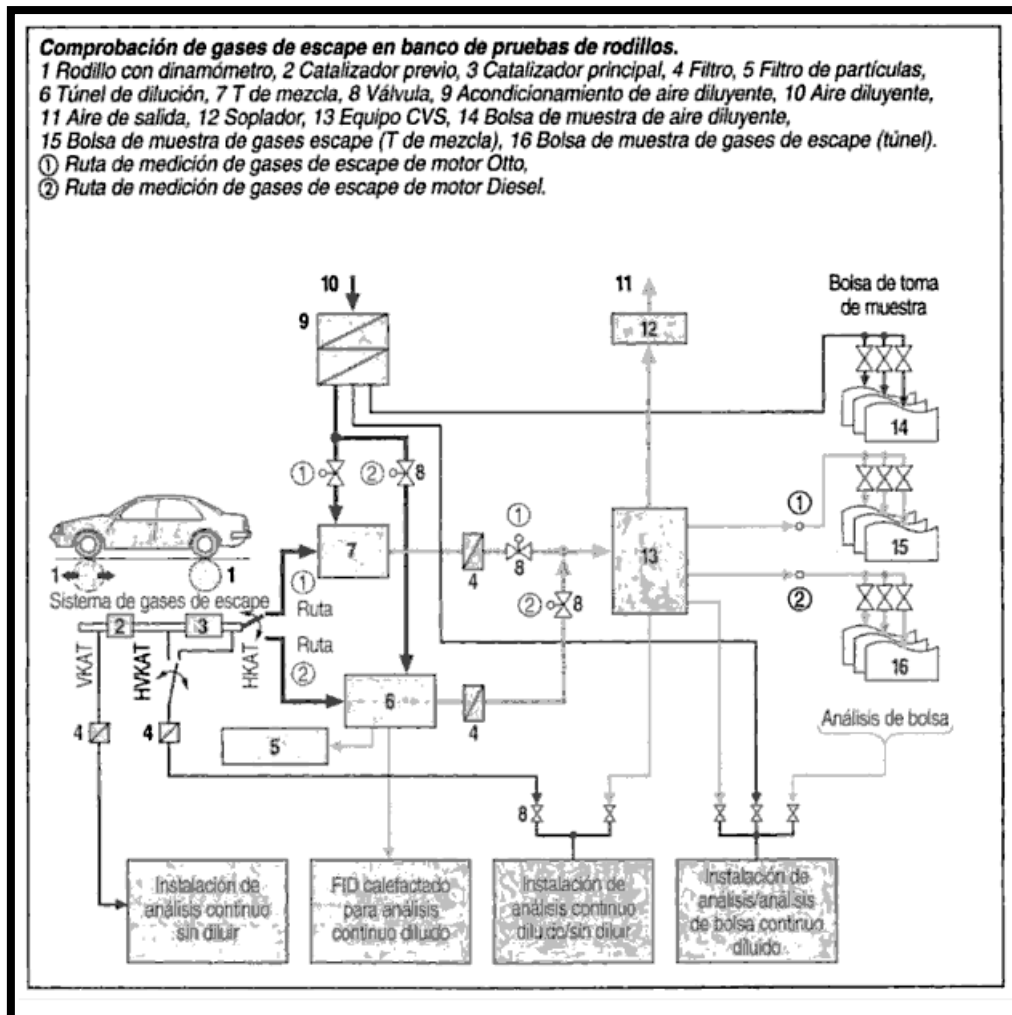 Comprobación de gases de escape en banco de pruebas de rodillos.
1 Rodillo con dinamómetro, 2 Catalizador previo, 3 Catalizador principal, 4 Filtro, 5 Filtro de partículas,
6 Túnel de dilución, 7 T de mezcla, 8 Válvula, 9 Acondicionamiento de aire diluyente, 10 Aire diluyente,
11 Aire de salida, 12 Soplador, 13 Equipo CVS, 14 Bolsa de muestra de aire diluyente,
15 Bolsa de muestra de gases escape (T de mezcla), 16 Bolsa de muestra de gases de escape (túnel).
① Ruta de medición de gases de escape de motor Otto,
② Ruta de medición de gases de escape de motor Diesel.
10
11
Bolsa de toma
de muestra
9
12
14
① ② 8
①
①
7
4
8
13
15
1
1
Sistema de gases de escape
①
Ruta
②
8
②
2
3
Ruta
②
VKAT
HVKAT
HKAT
6
4
16
4
4
5
Análisis de bolsa
8
Instalación de
análisis continuo
sin diluir
FID calefactado
para análisis
continuo diluido
Instalación de
análisis continuo
diluido/sin diluir
Instalación de
análisis/análisis
de bolsa continuo
diluido